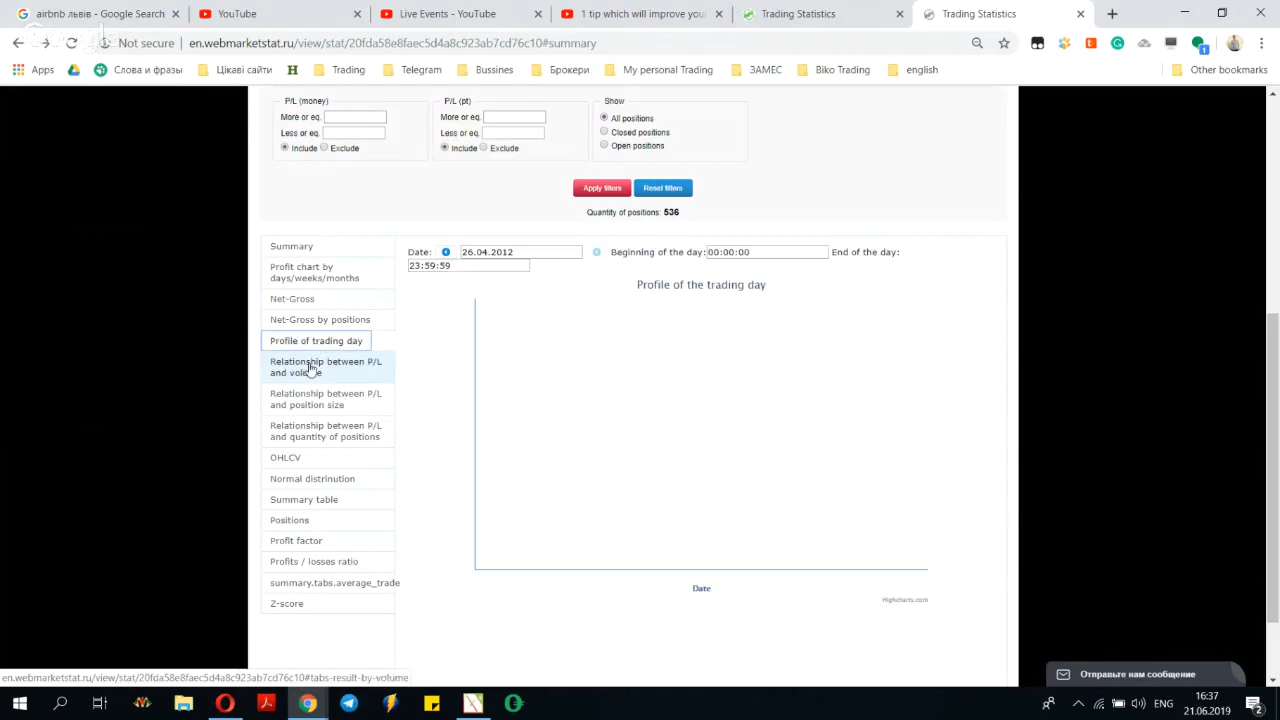 airbnb львів - Google Search
YouTube
Live Events - YouTube
1 tip which will improve your
Trading Statistics
Trading Statistics
Not secure
en.webmarketstat.ru/view/stat/20fda58e8faec5d4a8c923ab7cd76c10#summary
Apps
Слова и фразы
Цікаві сайти
Trading
Telegram
Bussines
Брокери
My personal Trading
ЗАМЕС
Biko Trading
english
Other bookmarks
P/L (money)
P/L (pt)
Show
More or eq.
More or eq.
All positions
Less or eq.
Less or eq.
Closed positions
Include
Exclude
Include
Exclude
Open positions
Apply filters
Reset filters
Quantity of positions: 536
Summary
Profit chart by
days/weeks/months
Net-Gross
Net-Gross by positions
Profile of trading day
Relationship between P/L
and volume
Relationship between P/L
and position size
Relationship between P/L
and quantity of positions
OHLCV
Normal distrinution
Summary table
Positions
Profit factor
Profits / losses ratio
summary.tabs.average_trade
Z-score
Date:
26.04.2012
Beginning of the day:
00:00:00
End of the day:
23:59:59
Profile of the trading day
Date
Highcharts.com
en.webmarketstat.ru/view/stat/20fda58e8faec5d4a8c923ab7cd76c10#tabs-result-by-volume
Отправьте нам сообщение
ENG
16:37
21.06.2019